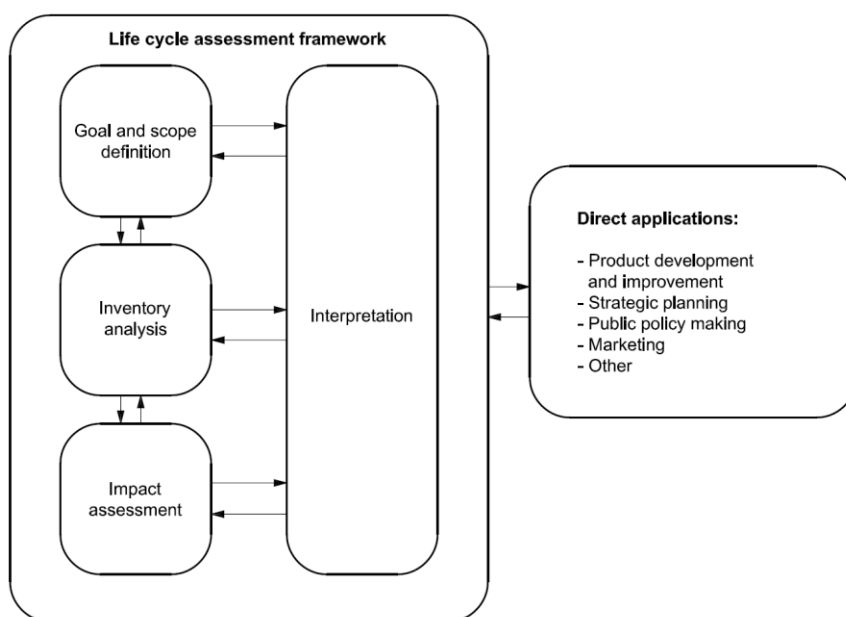 Life cycle assessment framework
Goal and scope
definition
Inventory
analysis
Impact
assessment
Interpretation
Direct applications:
- Product development
and improvement
- Strategic planning
- Public policy making
- Marketing
- Other